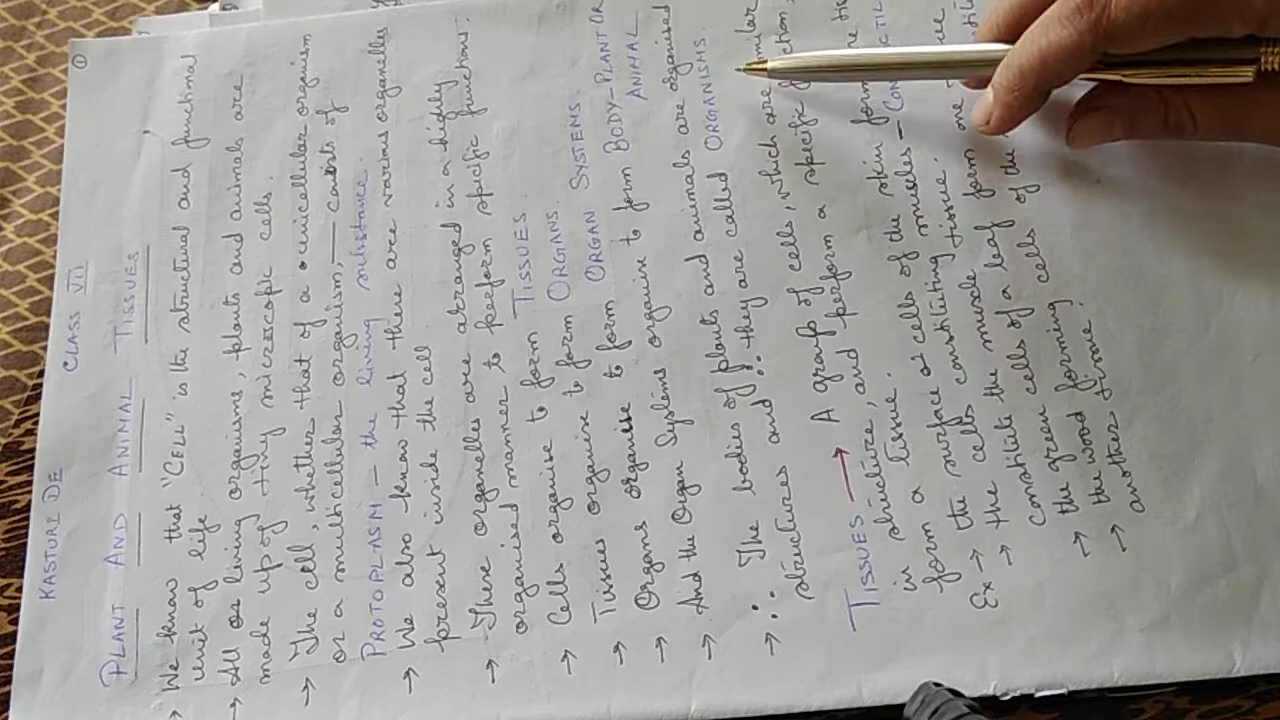 ①
KASTURI DE
CLASS VII
PLANT AND ANIMAL TISSUES
→ We know that "CELL" is the structural and functional
unit of life
→ All as living organisms, plants and animals are
made up of tiny microscopic cells.
→ The cell, whether that of a unicellular organism
or a multicellular organism, — consists of
PROTOPLASM – the living substance.
→ We also know that there are various organelles
present inside the cell
→ These organelles are abranged in a highly
organised manner to perform specific functions.
→ Cells organise to form TISSUES.
→ Tissues organise to form ORGANS.
→ Organs organise to form ORGAN SYSTEMS.
→ And the Organ Systems organise to form BODY-PLANT OR
ANIMAL
→ ∴ The bodies of plants and animals are organised
structures and ∴ they are called ORGANISMS.
TISSUES → A group of cells, which are similar
in structure, and perform a specific
form a tissue.
Ex → the surface cells of the skin form
→ the cells constituting muscles –
constitute the muscle tissue.
→ the green cells of a leaf form one
→ the wood forming cells of the
another tissue.